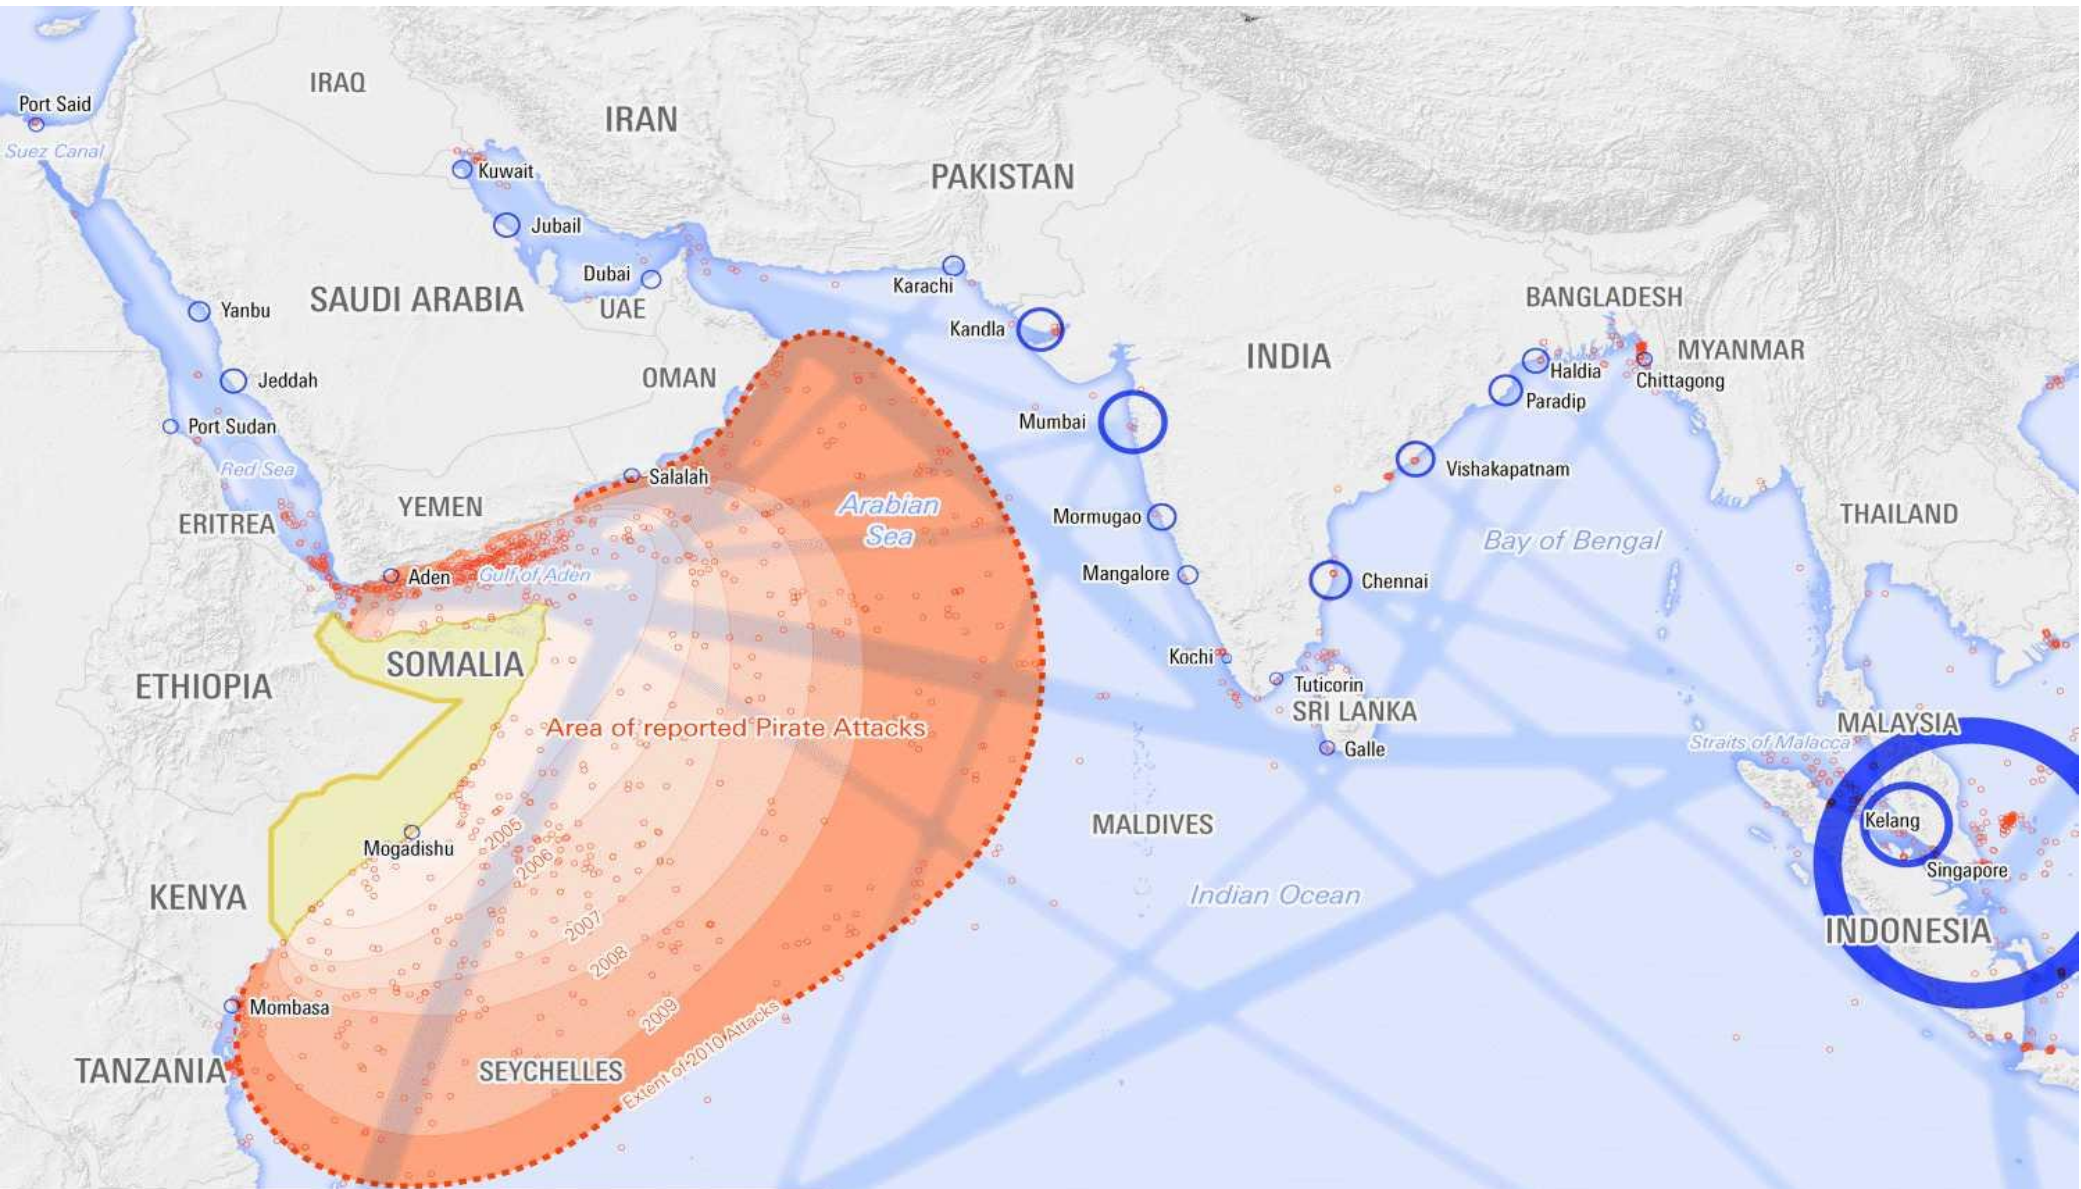 IRAQ
IRAN
Port Said
Suez Canal
Kuwait
PAKISTAN
Jubail
Dubai
Karachi
SAUDI ARABIA
UAE
Yanbu
Kandla
BANGLADESH
INDIA
MYANMAR
Jeddah
OMAN
Haldia
Chittagong
Paradip
Port Sudan
Mumbai
Red Sea
Salalah
Vishakapatnam
YEMEN
Arabian
Sea
ERITREA
Mormugao
THAILAND
Bay of Bengal
Aden
Gulf of Aden
Mangalore
Chennai
SOMALIA
Kochi
ETHIOPIA
Tuticorin
SRI LANKA
Area of reported Pirate Attacks
MALAYSIA
Straits of Malacca
Galle
Mogadishu
2005
2006
MALDIVES
Kelang
Singapore
KENYA
Indian Ocean
2007
INDONESIA
2008
Mombasa
2009
TANZANIA
SEYCHELLES
Extent of 2010 Attacks